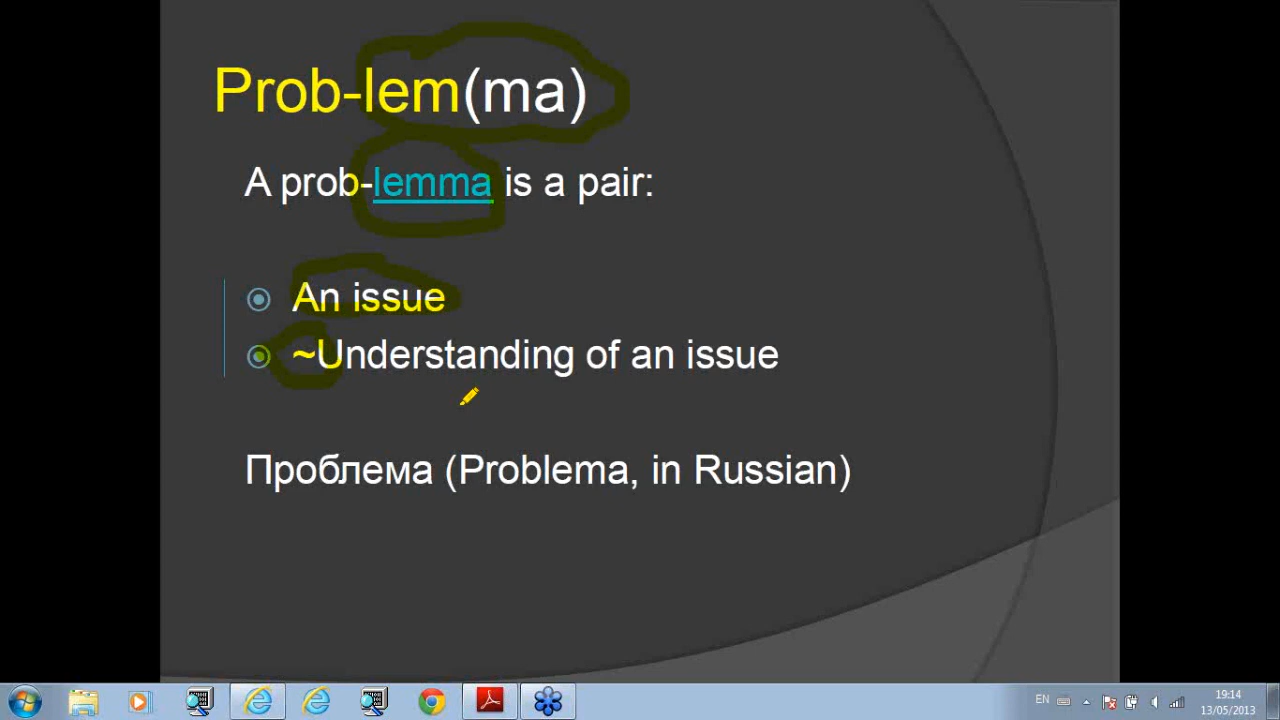 Prob-lem(ma)
A prob-lemma is a pair:
An issue
~Understanding of an issue
Проблема (Problema, in Russian)
EN
19:14
13/05/2013